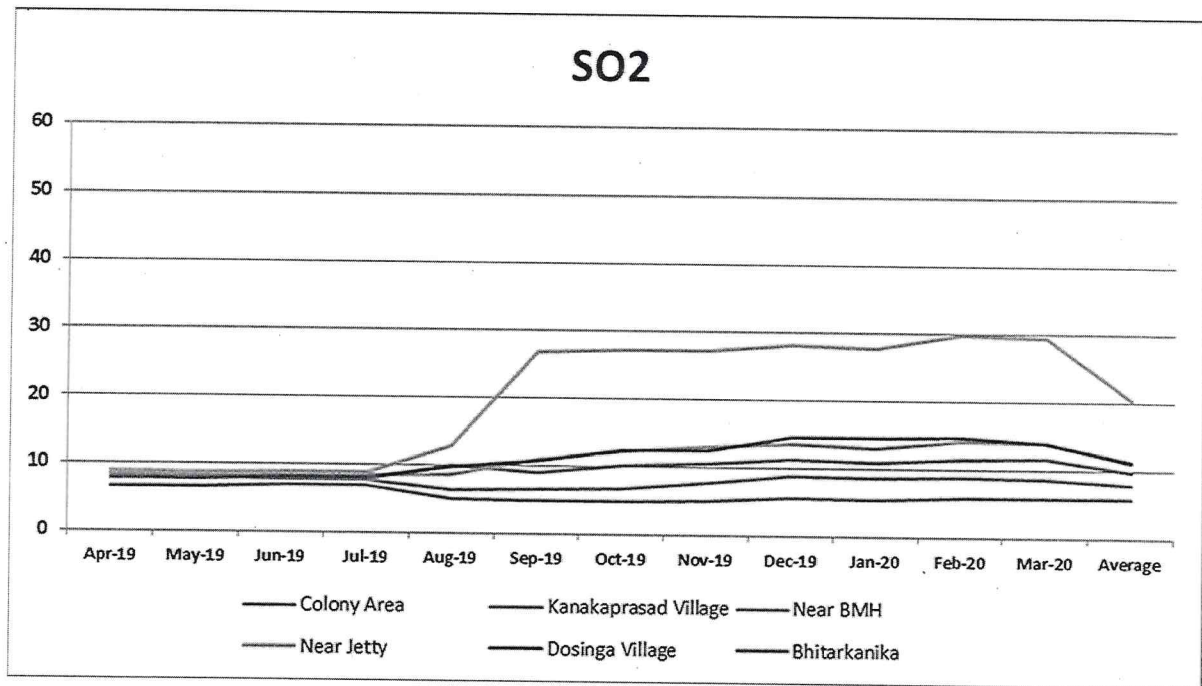 SO2
60
50
40
30
20
10
0
Apr-19 May-19 Jun-19 Jul-19 Aug-19 Sep-19 Oct-19 Nov-19 Dec-19 Jan-20 Feb-20 Mar-20 Average
Colony Area Kanakaprasad Village Near BMH
Near Jetty Dosinga Village Bhitarkanika